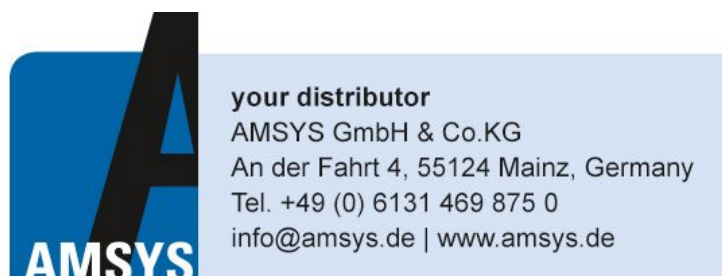 AMSYS
your distributor
AMSYS GmbH & Co.KG
An der Fahrt 4, 55124 Mainz, Germany
Tel. +49 (0) 6131 469 875 0
info@amsys.de | www.amsys.de